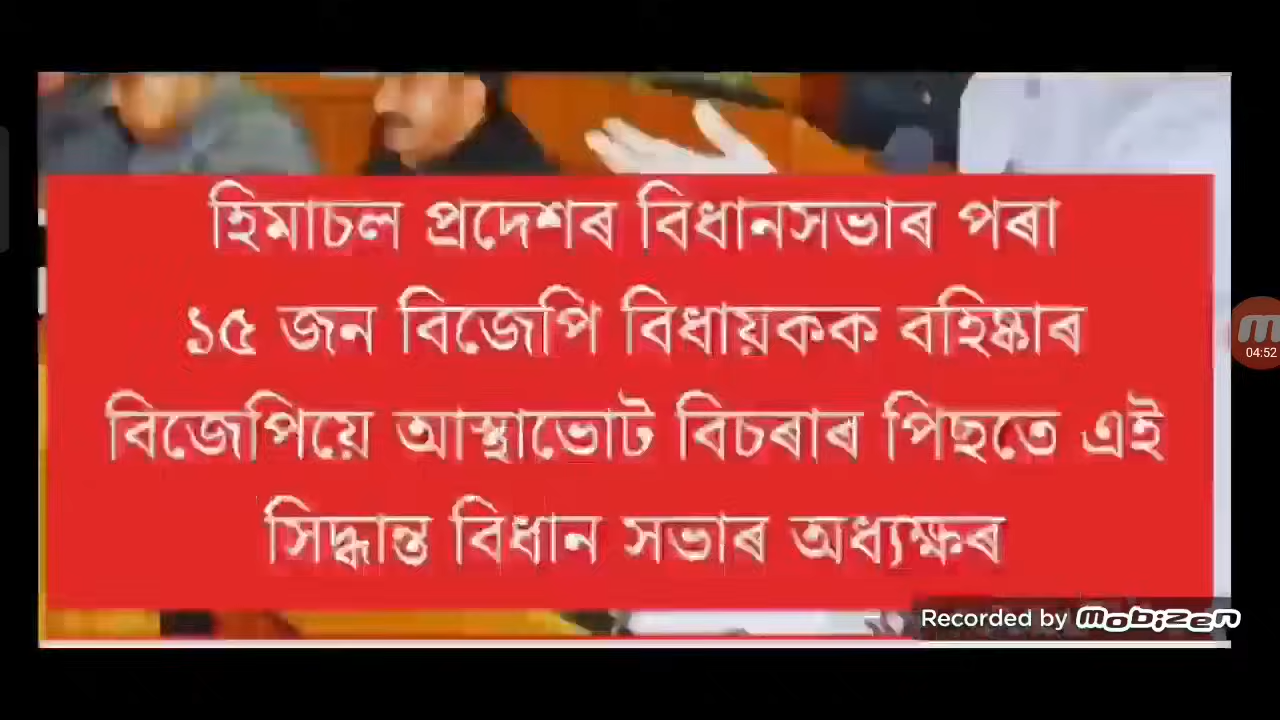 হিমাচল প্ৰদেশৰ বিধানসভাৰ পৰা
১৫ জন বিজেপি বিধায়কক বহিষ্কাৰ
বিজেপিয়ে আস্থাভোট বিচৰাৰ পিছতে এই
সিদ্ধান্ত বিধান সভাৰ অধ্যক্ষৰ
04:52
Recorded by Mobizen